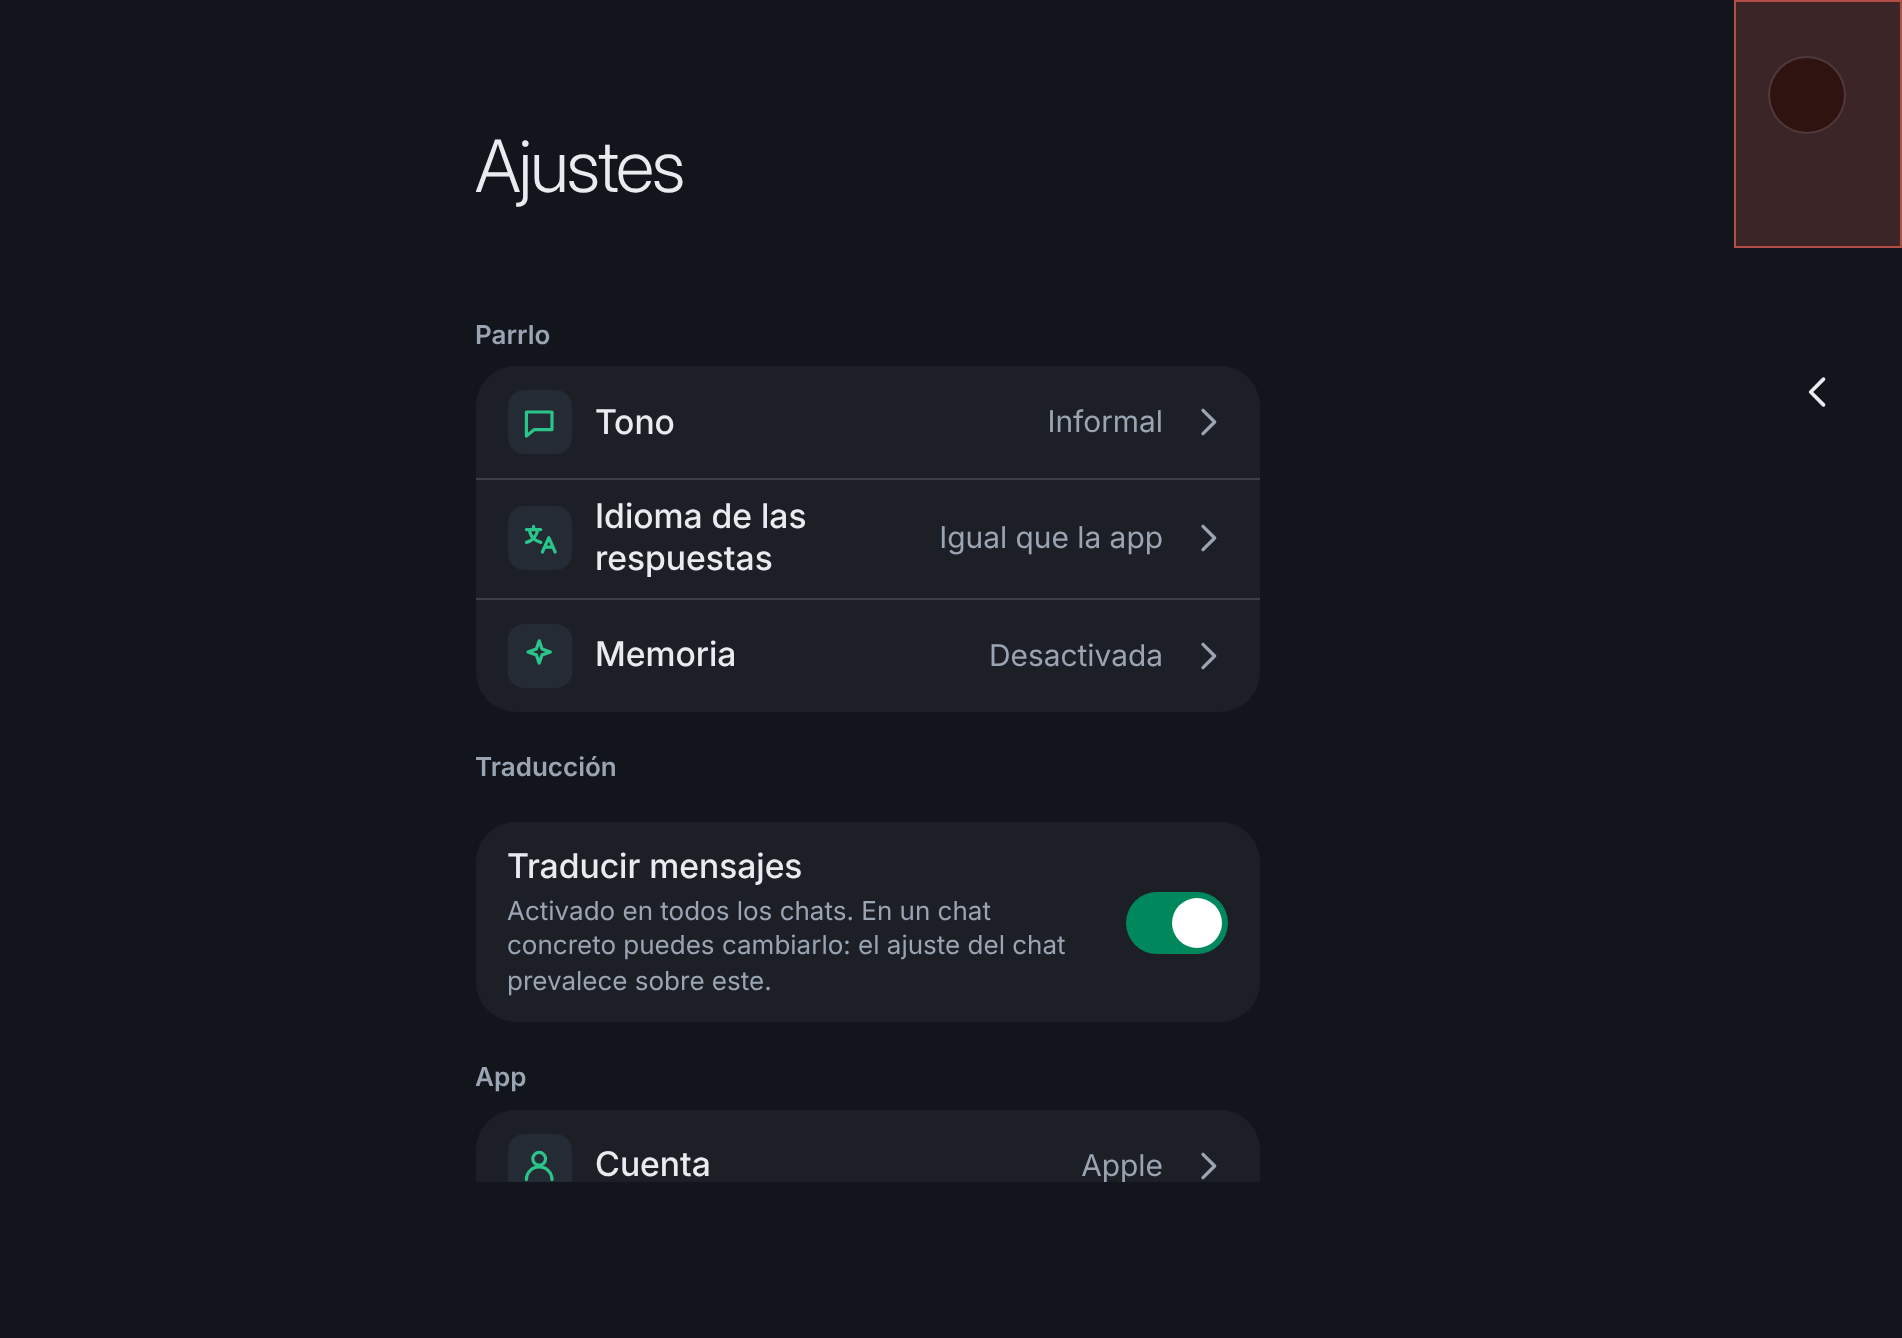 Ajustes
Parrlo
Tono
Informal
Idioma de las
respuestas
Igual que la app
Memoria
Desactivada
Traducción
Traducir mensajes
Activado en todos los chats. En un chat
concreto puedes cambiarlo: el ajuste del chat
prevalece sobre este.
App
Cuenta
Apple